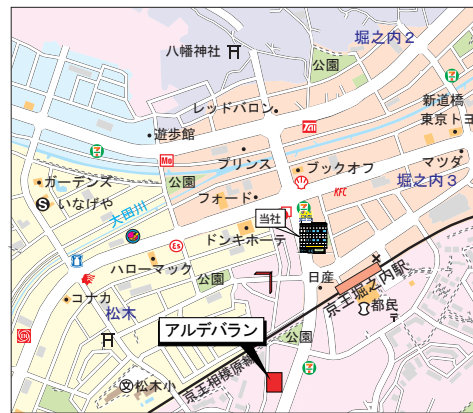 堀之内2
八幡神社
公園
レッドバロン
新道橋
東京トヨ
遊歩館
マツダ
Mo
プリンス
ブックオフ
堀之内3
ガーデンズ
公園
KFC
S いなげや
大田川
フォード
当社
Es
ドンキホーテ
ハローマック
公園
日産
京王堀之内駅
コナカ
松木
都民
アルデバラン
公園
文 松木小
京王相模原線